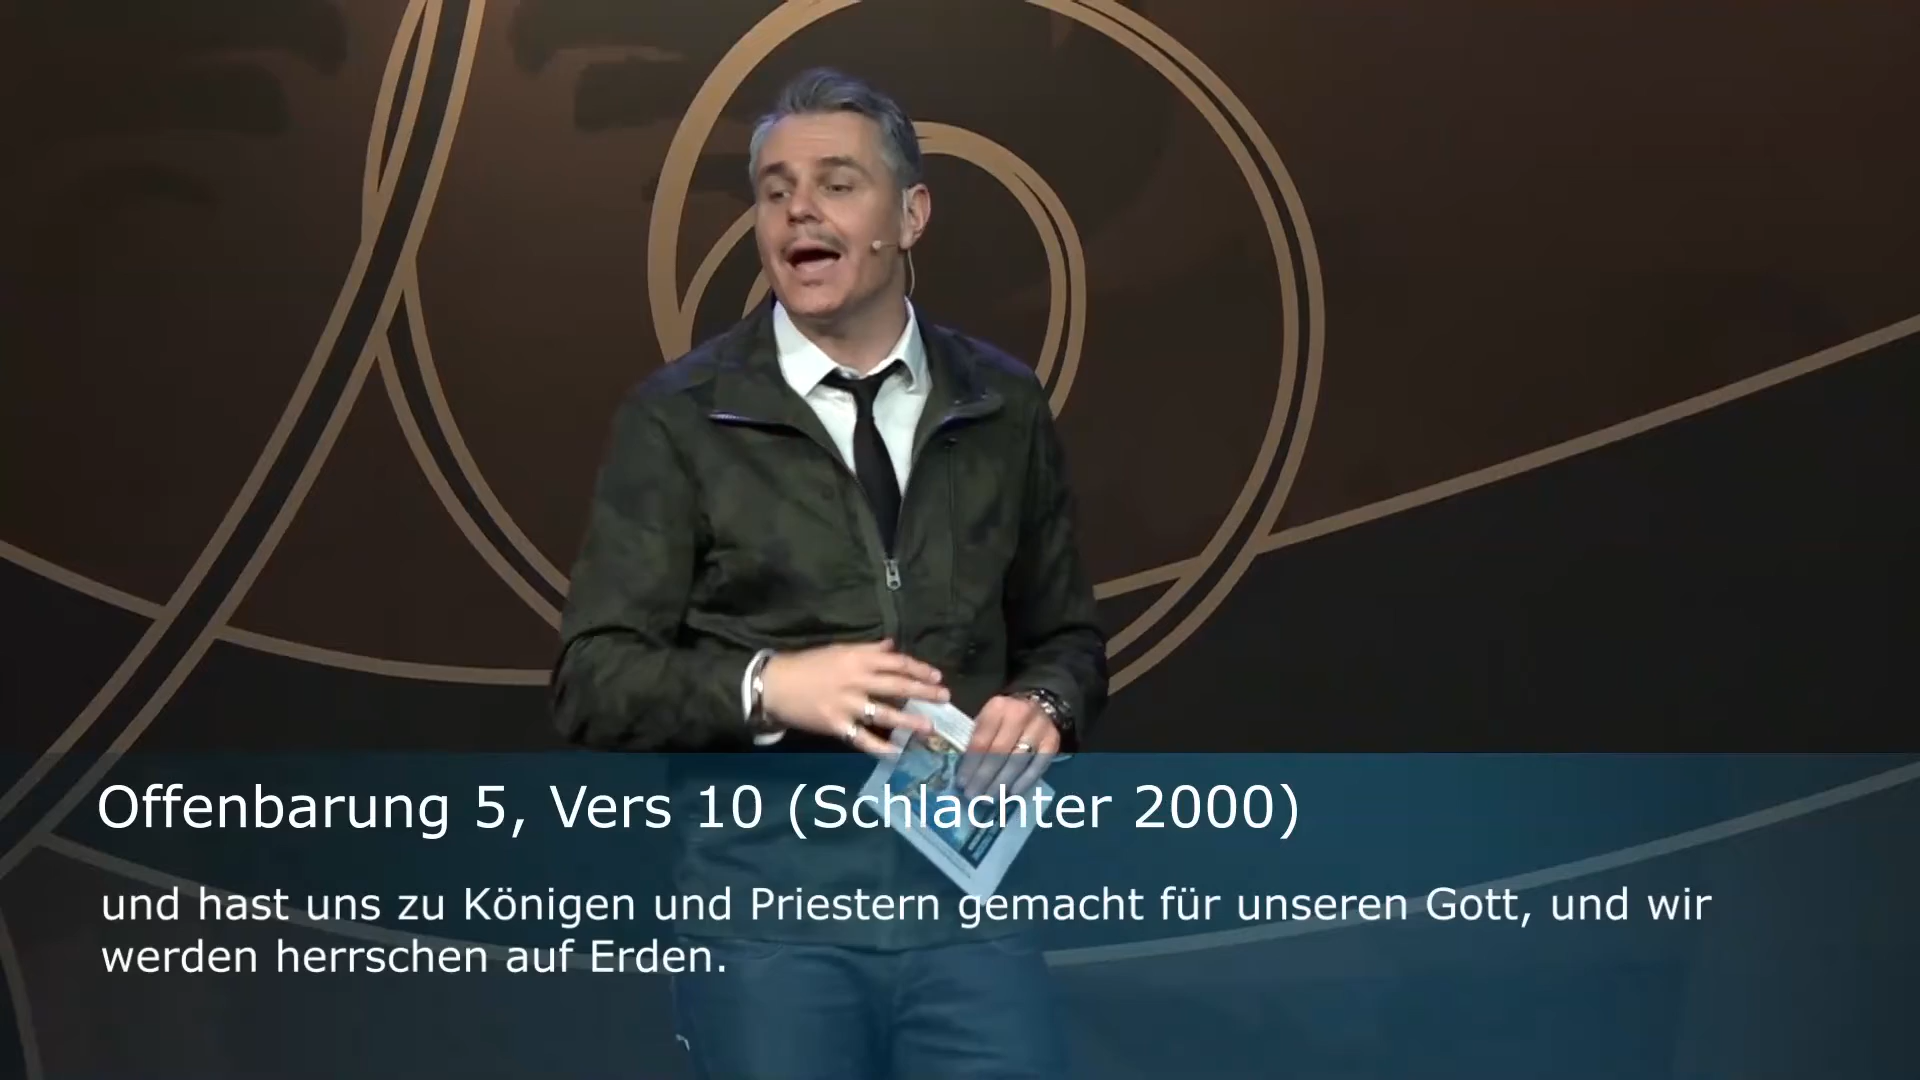 Offenbarung 5, Vers 10 (Schlachter 2000)
und hast uns zu Königen und Priestern gemacht für unseren Gott, und wir
werden herrschen auf Erden.